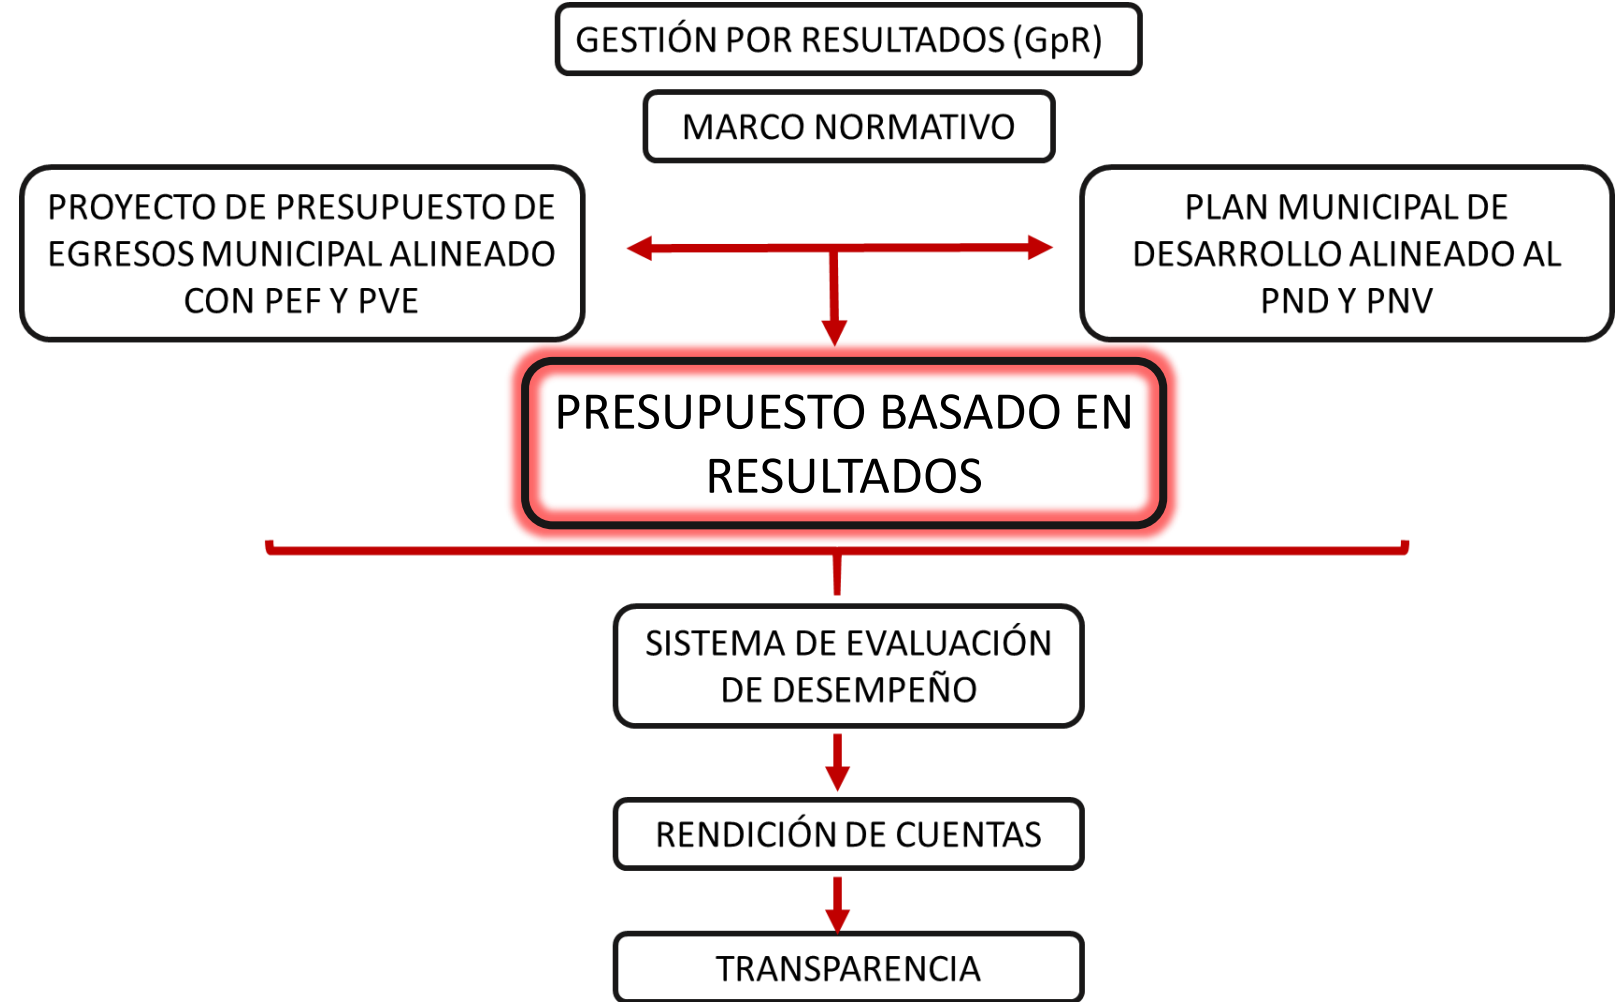 GESTIÓN POR RESULTADOS (GpR)
MARCO NORMATIVO
PROYECTO DE PRESUPUESTO DE
EGRESOS MUNICIPAL ALINEADO
CON PEF Y PVE
PLAN MUNICIPAL DE
DESARROLLO ALINEADO AL
PND Y PNV
PRESUPUESTO BASADO EN
RESULTADOS
SISTEMA DE EVALUACIÓN
DE DESEMPEÑO
RENDICIÓN DE CUENTAS
TRANSPARENCIA